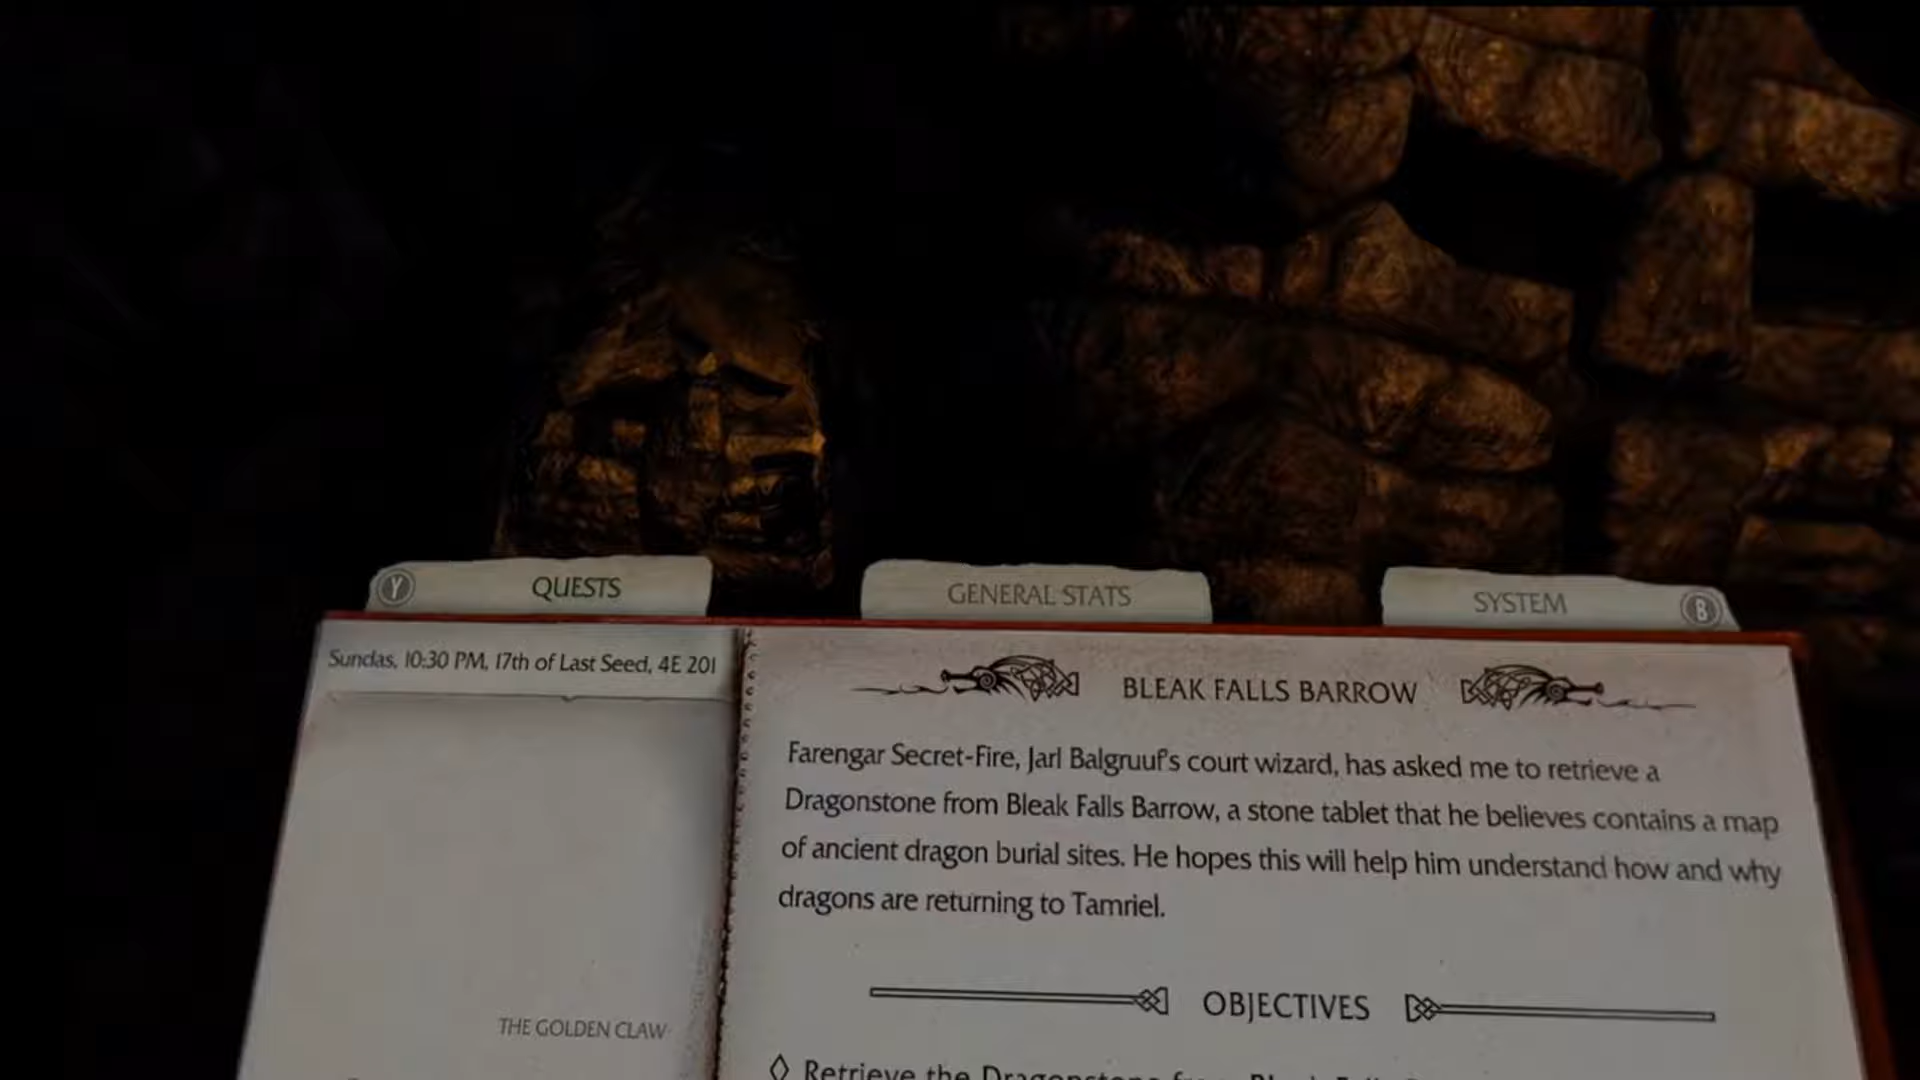 Y QUESTS GENERAL STATS SYSTEM B
Sundas, 10:30 PM, 17th of Last Seed, 4E 201
BLEAK FALLS BARROW
Farengar Secret-Fire, Jarl Balgruuf's court wizard, has asked me to retrieve a
Dragonstone from Bleak Falls Barrow, a stone tablet that he believes contains a map
of ancient dragon burial sites. He hopes this will help him understand how and why
dragons are returning to Tamriel.
OBJECTIVES
THE GOLDEN CLAW
Retrieve the Dragonstone from Bleak Falls